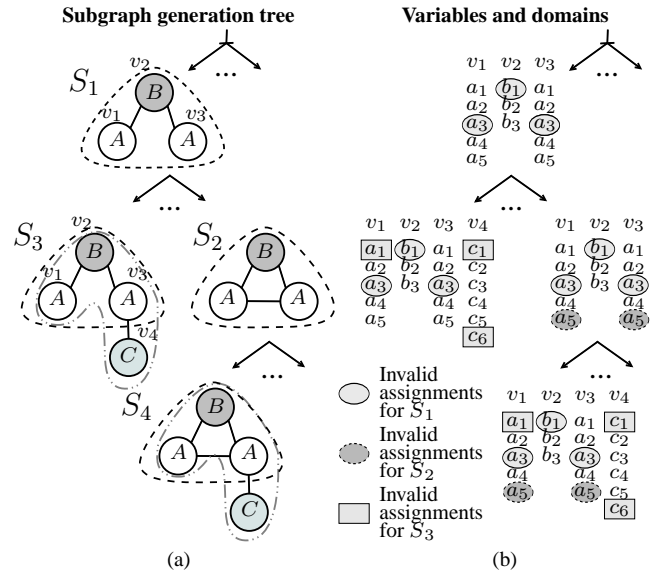 Subgraph generation tree
Variables and domains
v2
S1
B
v1
v3
A
A
...
...
v2
S3
B
v1
v3
A
A
v4
C
S2
B
A
A
...
S4
B
A
A
C
...
v1 v2 v3
a1 b1 a1
a2 b2 a2
a3 b3 a3
a4 a4
a5 a5
...
v1 v2 v3 v4
a1 b1 a1 c1
a2 b2 a2 c2
a3 b3 a3 c3
a4 a4 c4
a5 a5 c5
c6
v1 v2 v3
a1 b1 a1
a2 b2 a2
a3 b3 a3
a4 a4
a5 a5
...
v1 v2 v3 v4
a1 b1 a1 c1
a2 b2 a2 c2
a3 b3 a3 c3
a4 a4 c4
a5 a5 c5
c6
Invalid
assignments
for S1
Invalid
assignments
for S2
Invalid
assignments
for S3
(a)
(b)